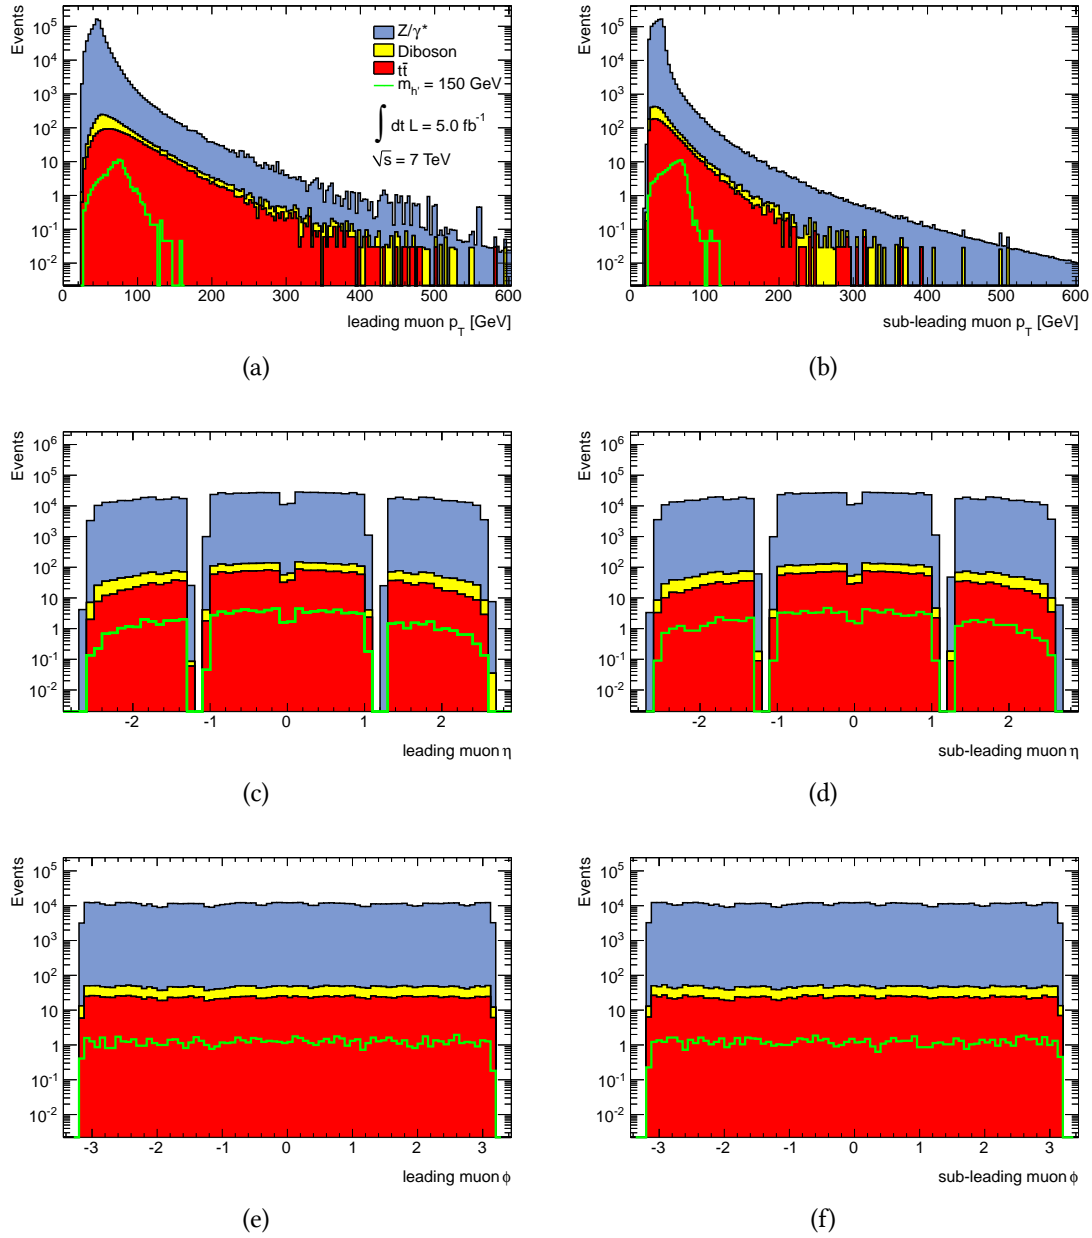 Events
10^5
10^4
10^3
10^2
10
1
10^-1
10^-2
Z/γ*
Diboson
tt̄
m_h' = 150 GeV
∫ dt L = 5.0 fb^-1
√s = 7 TeV
0 100 200 300 400 500 600
leading muon p_T [GeV]
(a)
Events
10^5
10^4
10^3
10^2
10
1
10^-1
10^-2
0 100 200 300 400 500 600
sub-leading muon p_T [GeV]
(b)
Events
10^6
10^5
10^4
10^3
10^2
10
1
10^-1
10^-2
-2 -1 0 1 2
leading muon η
(c)
Events
10^6
10^5
10^4
10^3
10^2
10
1
10^-1
10^-2
-2 -1 0 1 2
sub-leading muon η
(d)
Events
10^5
10^4
10^3
10^2
10
1
10^-1
10^-2
-3 -2 -1 0 1 2 3
leading muon ϕ
(e)
Events
10^5
10^4
10^3
10^2
10
1
10^-1
10^-2
-3 -2 -1 0 1 2 3
sub-leading muon ϕ
(f)